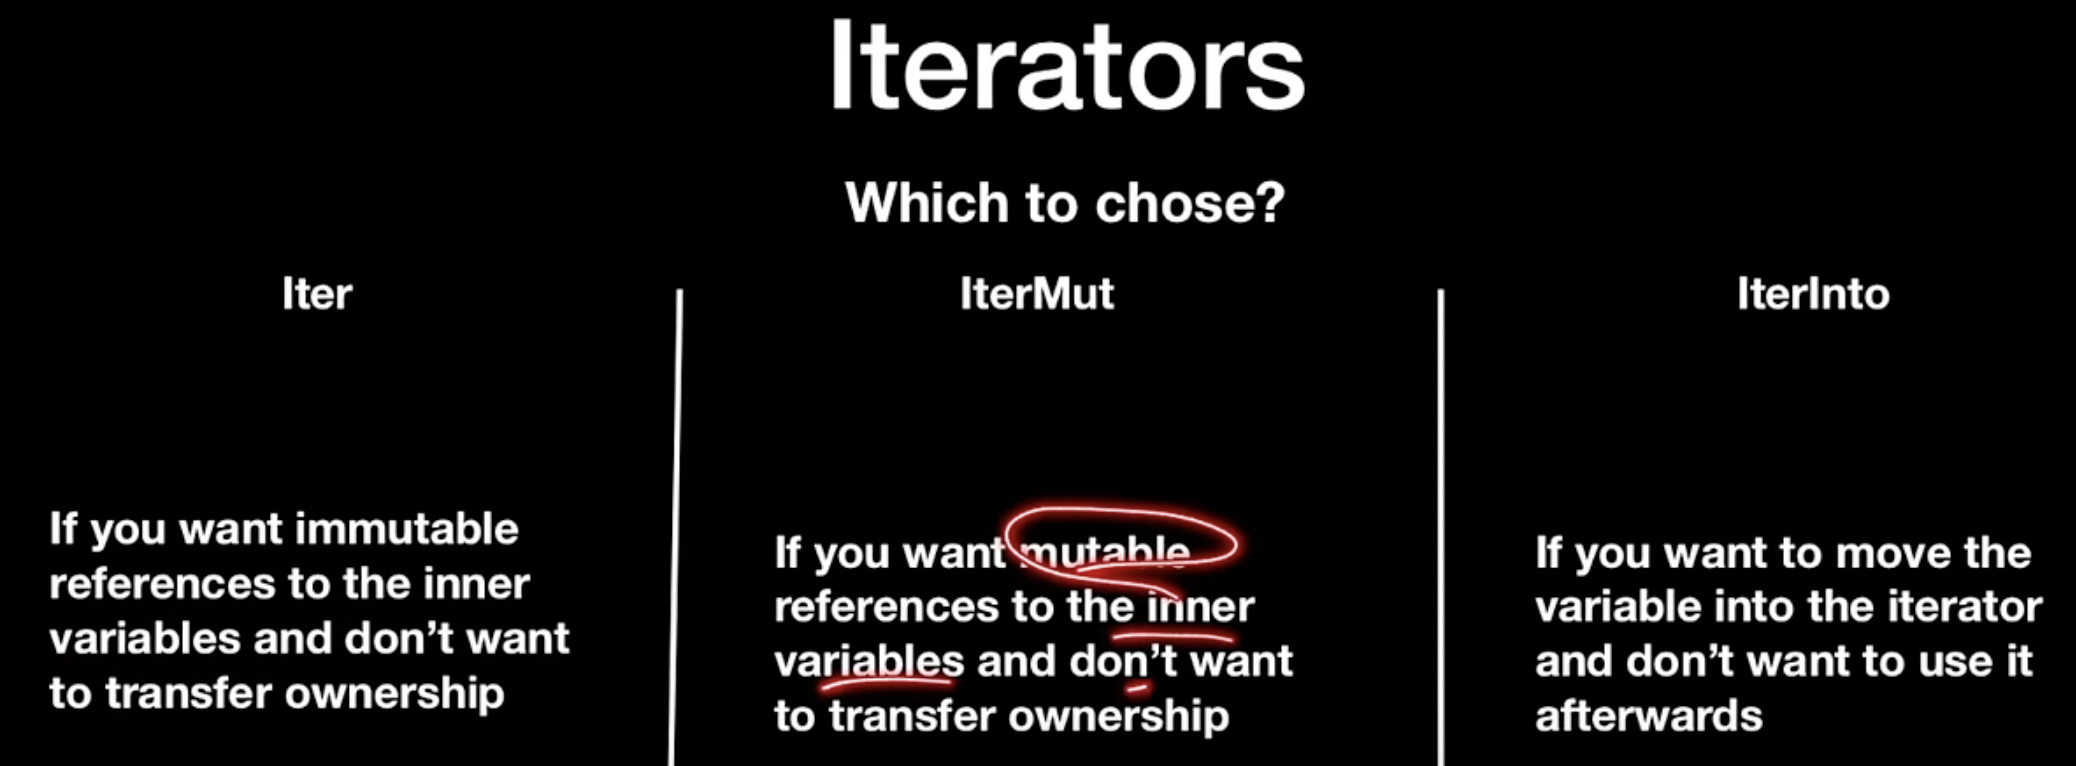 Iterators
Which to chose?
Iter
If you want immutable
references to the inner
variables and don’t want
to transfer ownership
IterMut
If you want mutable
references to the inner
variables and don’t want
to transfer ownership
IterInto
If you want to move the
variable into the iterator
and don’t want to use it
afterwards